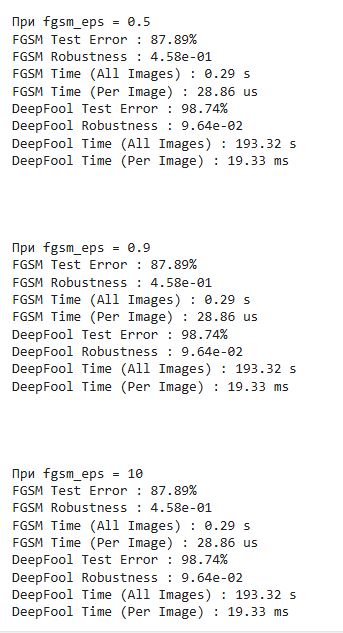 При fgsm_eps = 0.5
FGSM Test Error : 87.89%
FGSM Robustness : 4.58e-01
FGSM Time (All Images) : 0.29 s
FGSM Time (Per Image) : 28.86 us
DeepFool Test Error : 98.74%
DeepFool Robustness : 9.64e-02
DeepFool Time (All Images) : 193.32 s
DeepFool Time (Per Image) : 19.33 ms
При fgsm_eps = 0.9
FGSM Test Error : 87.89%
FGSM Robustness : 4.58e-01
FGSM Time (All Images) : 0.29 s
FGSM Time (Per Image) : 28.86 us
DeepFool Test Error : 98.74%
DeepFool Robustness : 9.64e-02
DeepFool Time (All Images) : 193.32 s
DeepFool Time (Per Image) : 19.33 ms
При fgsm_eps = 10
FGSM Test Error : 87.89%
FGSM Robustness : 4.58e-01
FGSM Time (All Images) : 0.29 s
FGSM Time (Per Image) : 28.86 us
DeepFool Test Error : 98.74%
DeepFool Robustness : 9.64e-02
DeepFool Time (All Images) : 193.32 s
DeepFool Time (Per Image) : 19.33 ms